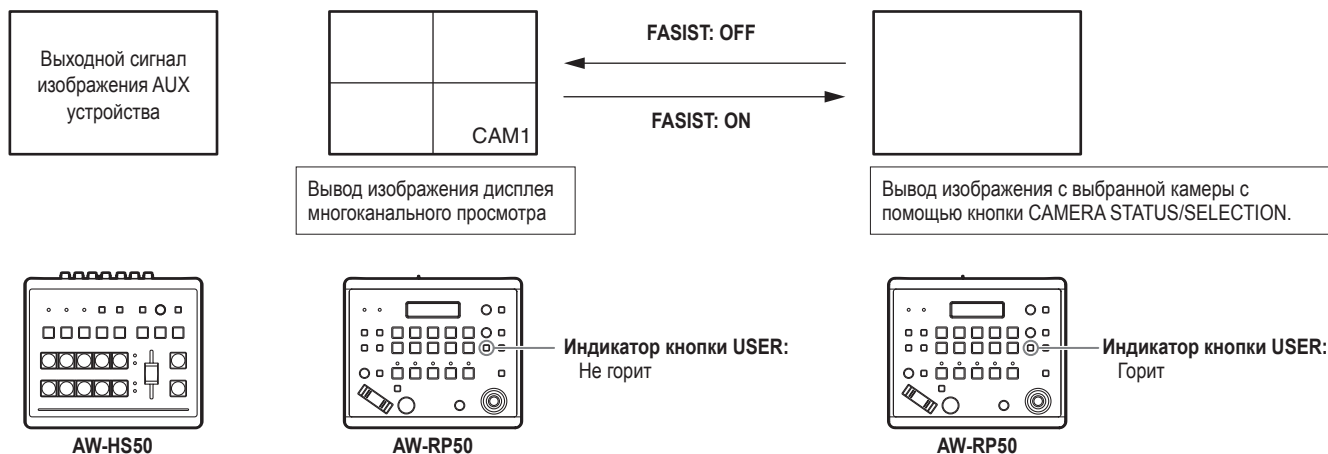 Выходной сигнал
изображения AUX
устройства
CAM1
FASIST: OFF
FASIST: ON
Вывод изображения дисплея
многоканального просмотра
Вывод изображения с выбранной камеры с
помощью кнопки CAMERA STATUS/SELECTION.
Индикатор кнопки USER:
Не горит
Индикатор кнопки USER:
Горит
AW-HS50
AW-RP50
AW-RP50